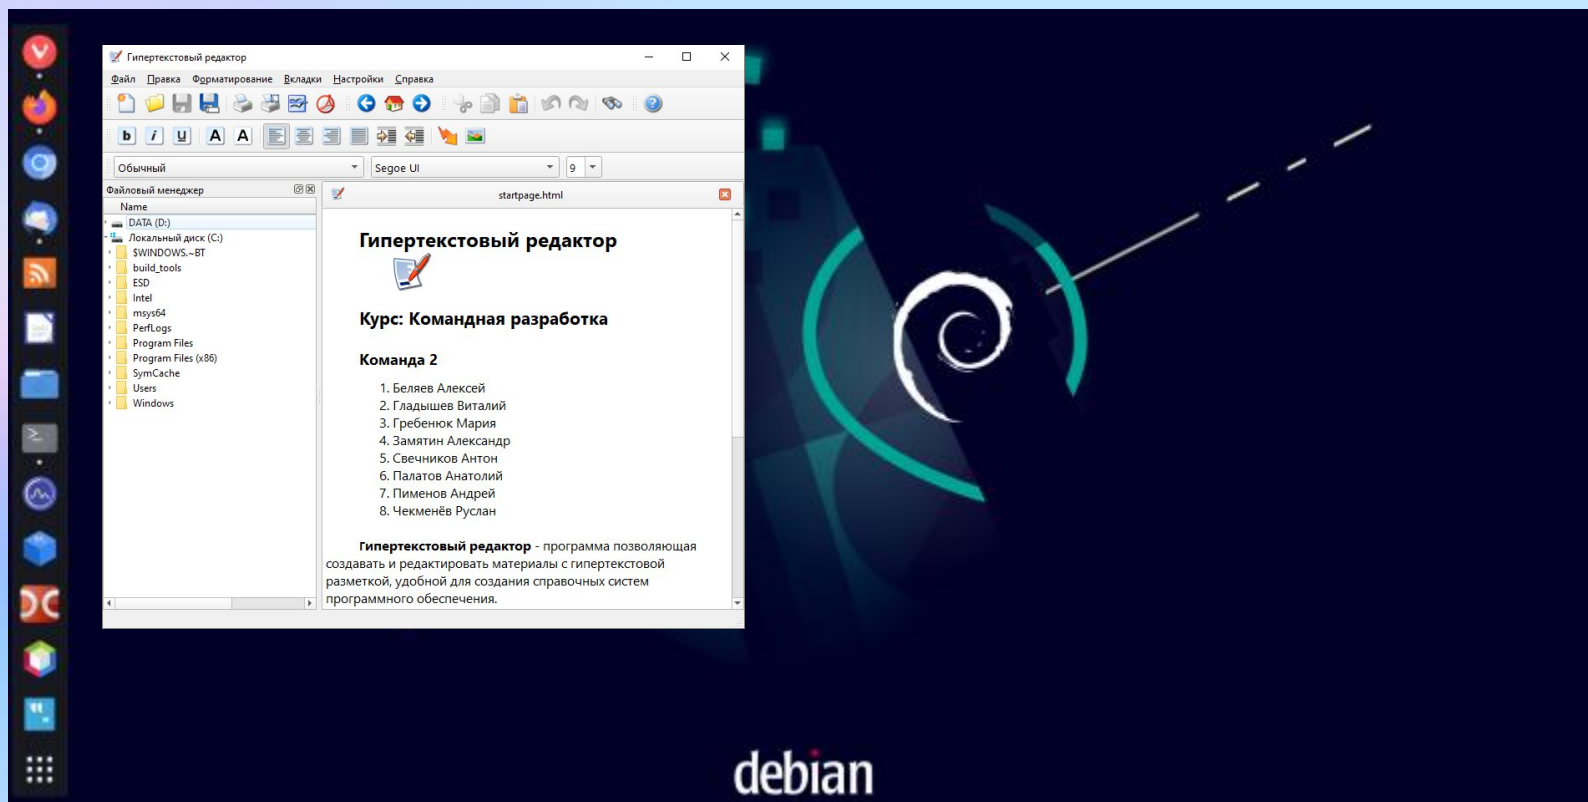 Гипертекстовый редактор
Файл Правка Форматирование Вкладки Настройки Справка
b i U A A
Обычный Segoe UI 9
Файловый менеджер
startpage.html
Name
DATA (D:)
Локальный диск (C:)
$WINDOWS.~BT
build_tools
ESD
Intel
msys64
PerfLogs
Program Files
Program Files (x86)
SymCache
Users
Windows
Гипертекстовый редактор
Курс: Командная разработка
Команда 2
1. Беляев Алексей
2. Гладышев Виталий
3. Гребенюк Мария
4. Замятин Александр
5. Свечников Антон
6. Палатов Анатолий
7. Пименов Андрей
8. Чекменёв Руслан
Гипертекстовый редактор - программа позволяющая
создавать и редактировать материалы с гипертекстовой
разметкой, удобной для создания справочных систем
программного обеспечения.
debian